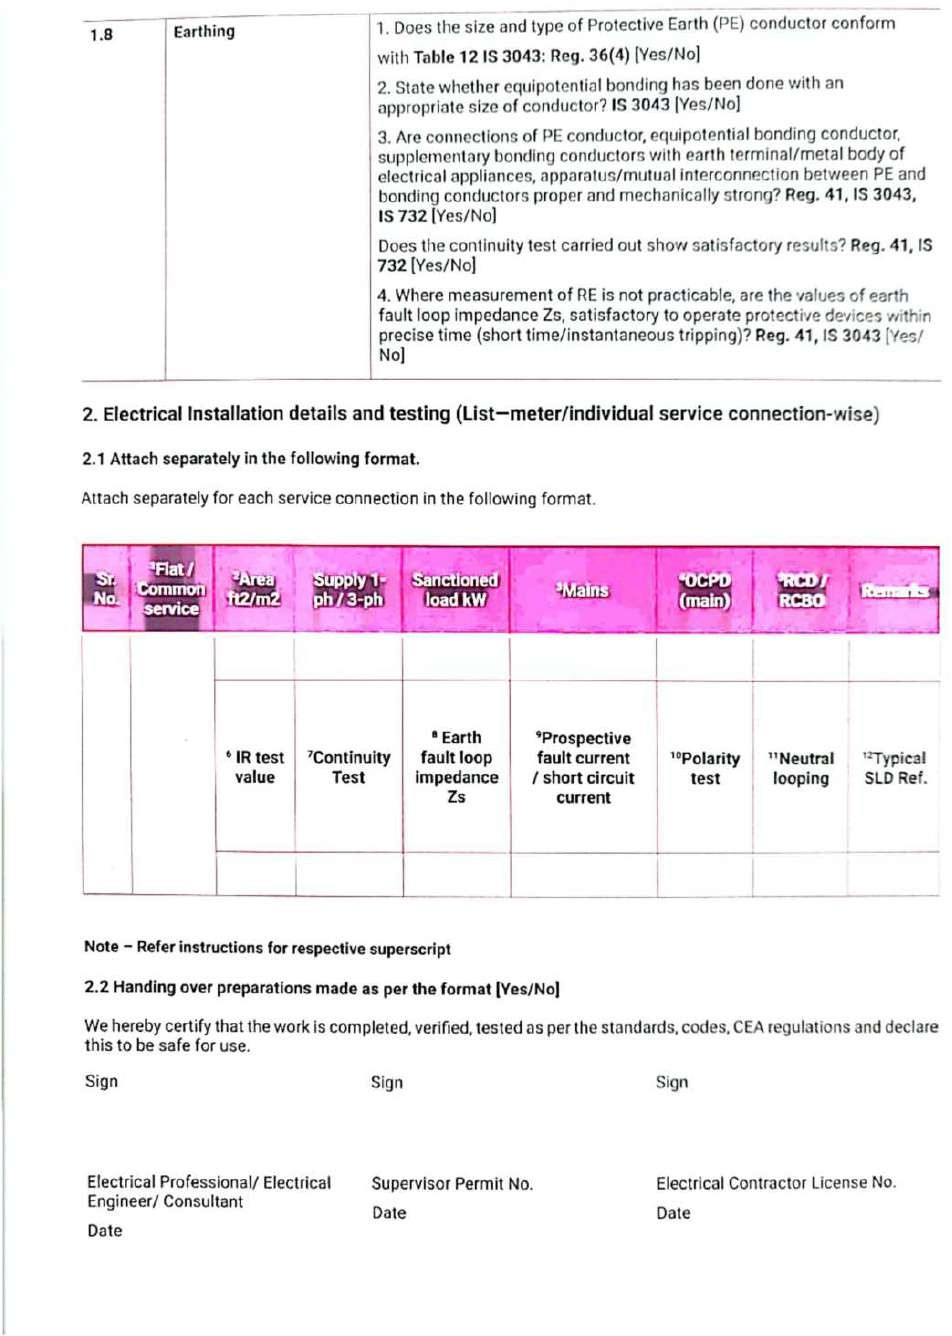 1.8
Earthing
1. Does the size and type of Protective Earth (PE) conductor conform
with Table 12 IS 3043: Reg. 36(4) [Yes/No]
2. State whether equipotential bonding has been done with an
appropriate size of conductor? IS 3043 [Yes/No]
3. Are connections of PE conductor, equipotential bonding conductor,
supplementary bonding conductors with earth terminal/metal body of
electrical appliances, apparatus/mutual interconnection between PE and
bonding conductors proper and mechanically strong? Reg. 41, IS 3043,
IS 732 [Yes/No]
Does the continuity test carried out show satisfactory results? Reg. 41, IS
732 [Yes/No]
4. Where measurement of RE is not practicable, are the values of earth
fault loop impedance Zs, satisfactory to operate protective devices within
precise time (short time/instantaneous tripping)? Reg. 41, IS 3043 [Yes/
No]
2. Electrical Installation details and testing (List—meter/individual service connection-wise)
2.1 Attach separately in the following format.
Attach separately for each service connection in the following format.
Sr.
No.
¹Flat /
Common
service
²Area
ft2/m2
Supply 1-
ph / 3-ph
Sanctioned
load kW
³Mains
⁴OCPD
(main)
⁵RCD /
RCBO
Remarks
⁶ IR test
value
⁷Continuity
Test
⁸ Earth
fault loop
impedance
Zs
⁹Prospective
fault current
/ short circuit
current
¹⁰Polarity
test
¹¹Neutral
looping
¹²Typical
SLD Ref.
Note – Refer instructions for respective superscript
2.2 Handing over preparations made as per the format [Yes/No]
We hereby certify that the work is completed, verified, tested as per the standards, codes, CEA regulations and declare
this to be safe for use.
Sign
Sign
Sign
Electrical Professional/ Electrical
Engineer/ Consultant
Date
Supervisor Permit No.
Date
Electrical Contractor License No.
Date